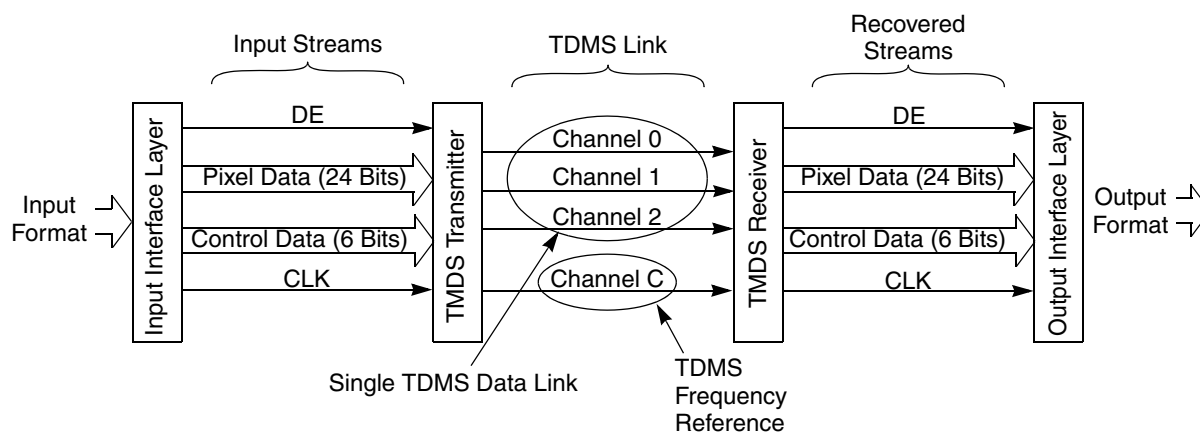 Input Streams
TDMS Link
Recovered
Streams
Input
Format
Input Interface Layer
DE
Pixel Data (24 Bits)
Control Data (6 Bits)
CLK
TMDS Transmitter
Channel 0
Channel 1
Channel 2
Channel C
TMDS Receiver
DE
Pixel Data (24 Bits)
Control Data (6 Bits)
CLK
Output Interface Layer
Output
Format
Single TDMS Data Link
TDMS
Frequency
Reference